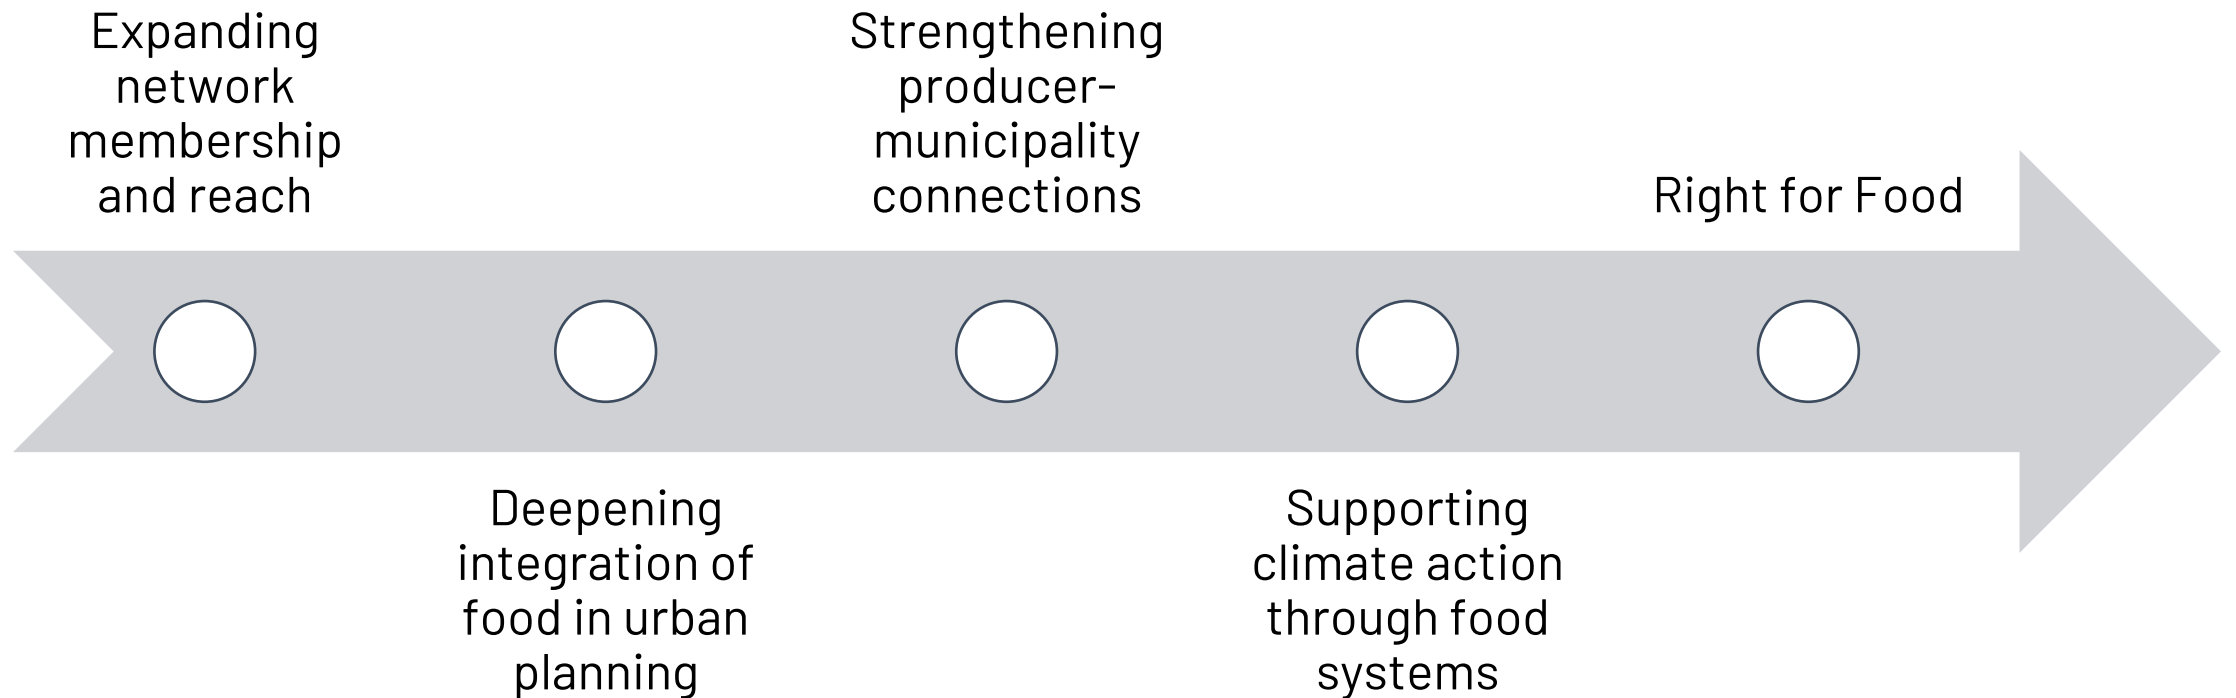 Expanding
network
membership
and reach
Deepening
integration of
food in urban
planning
Strengthening
producer-
municipality
connections
Supporting
climate action
through food
systems
Right for Food